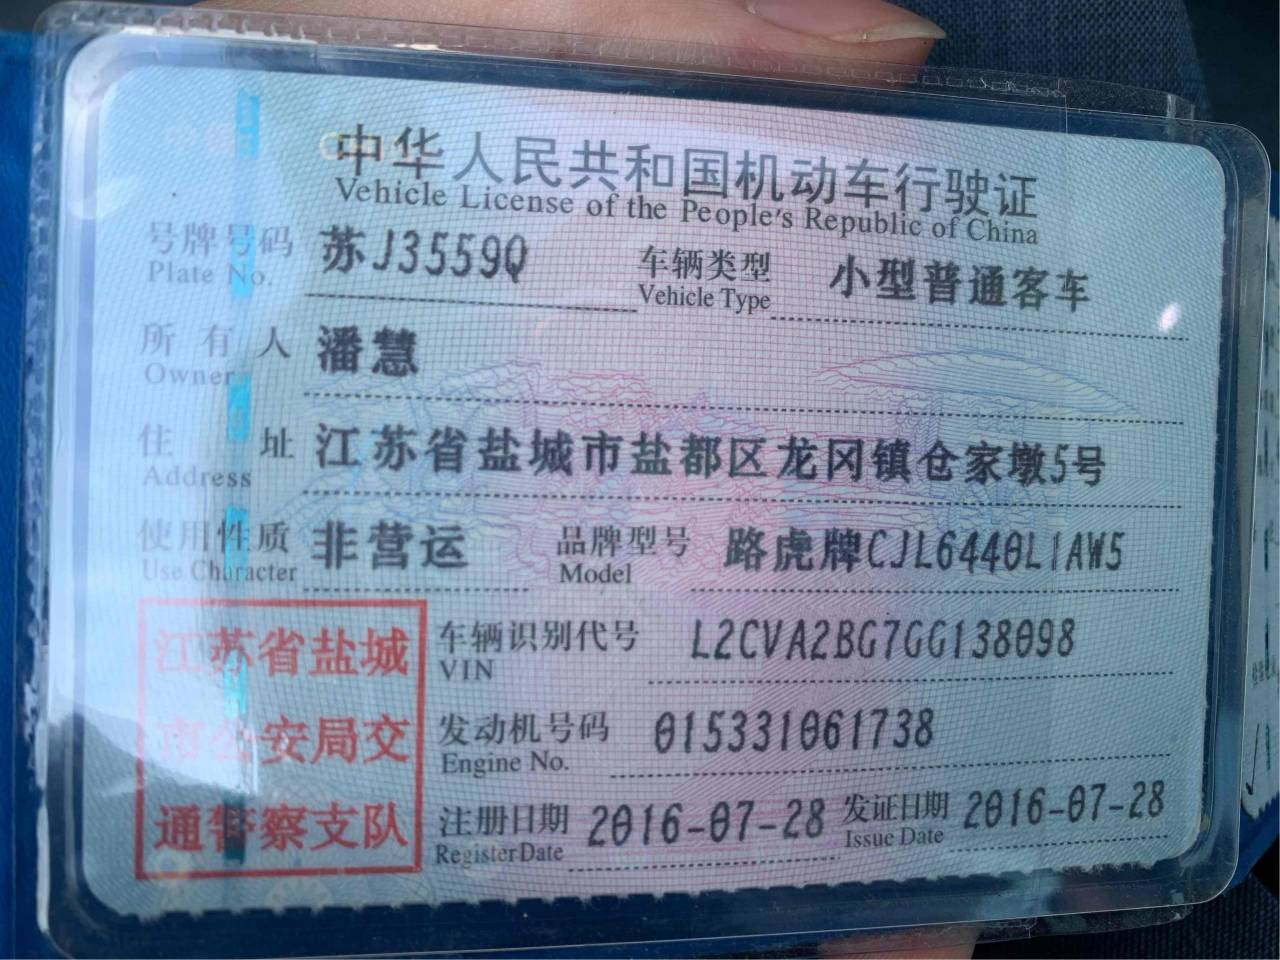 中华人民共和国机动车行驶证
Vehicle License of the People's Republic of China
号牌号码 苏J3559Q 车辆类型 小型普通客车
Plate No. Vehicle Type
所有人 潘慧
Owner
住址 江苏省盐城市盐都区龙冈镇仓家墩5号
Address
使用性质 非营运 品牌型号 路虎牌CJL6440L1AW5
Use Character Model
江苏省盐城
市公安局交
通警察支队
车辆识别代号 L2CVA2BG7GG138098
VIN
发动机号码 015331061738
Engine No.
注册日期 2016-07-28 发证日期 2016-07-28
Register Date Issue Date